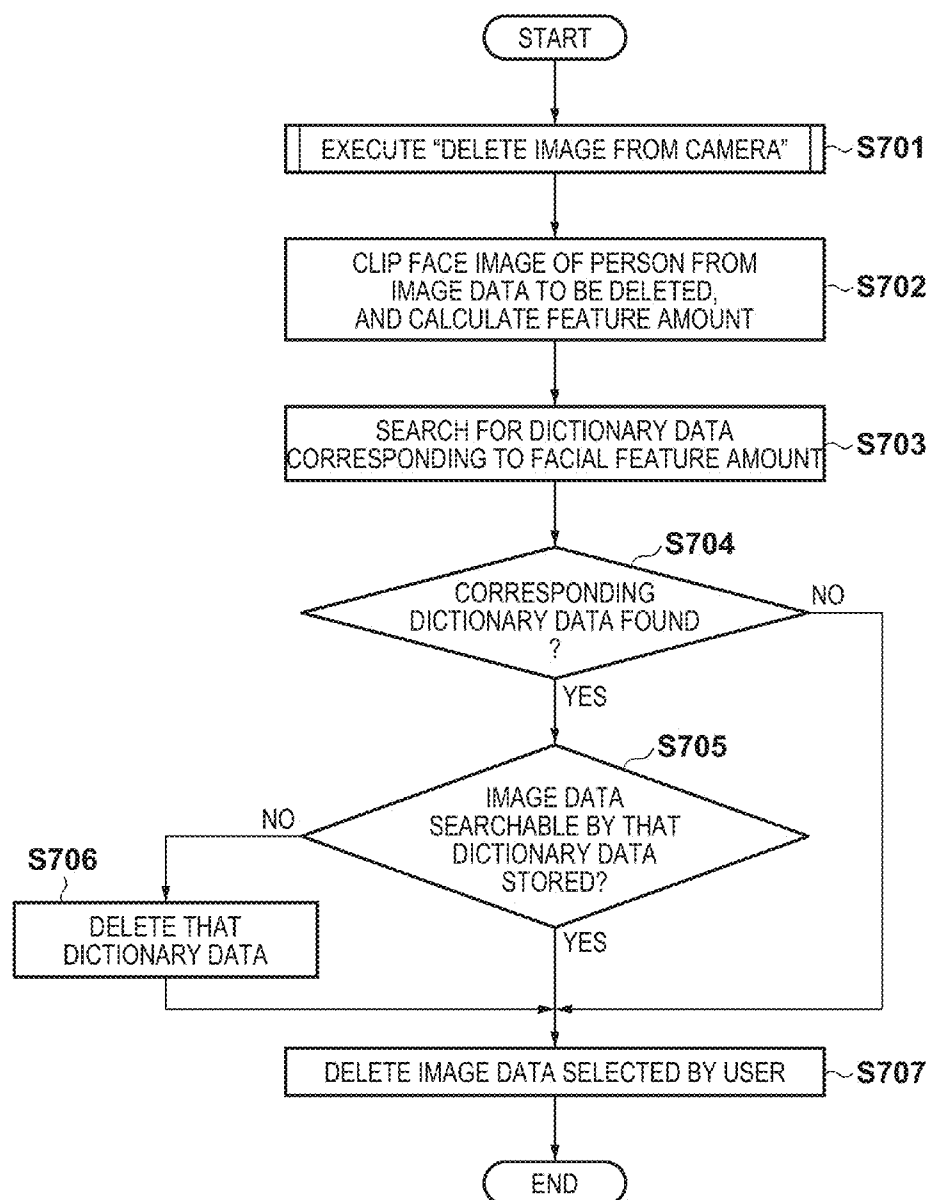 START
EXECUTE "DELETE IMAGE FROM CAMERA"
S701
CLIP FACE IMAGE OF PERSON FROM
IMAGE DATA TO BE DELETED,
AND CALCULATE FEATURE AMOUNT
S702
SEARCH FOR DICTIONARY DATA
CORRESPONDING TO FACIAL FEATURE AMOUNT
S703
S704
CORRESPONDING
DICTIONARY DATA FOUND
?
NO
YES
S705
IMAGE DATA
SEARCHABLE BY THAT
DICTIONARY DATA
STORED?
NO
YES
S706
DELETE THAT
DICTIONARY DATA
DELETE IMAGE DATA SELECTED BY USER
S707
END